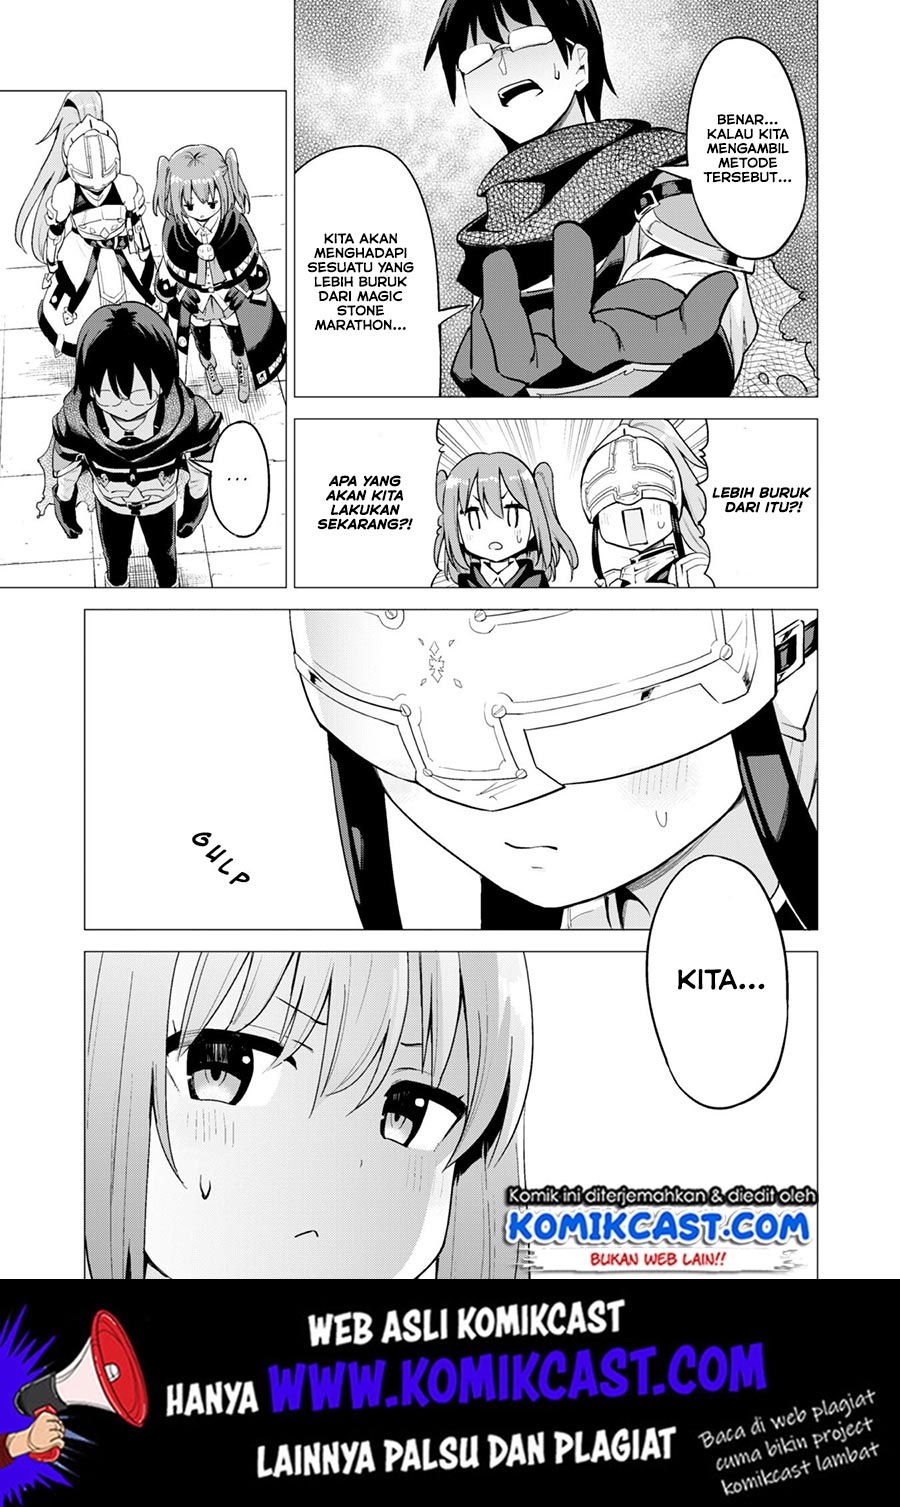 BENAR...
KALAU KITA
MENGAMBIL
METODE
TERSEBUT...
KITA AKAN
MENGHADAPI
SESUATU YANG
LEBIH BURUK
DARI MAGIC
STONE
MARATHON...
LEBIH BURUK
DARI ITU?!
APA YANG
AKAN KITA
LAKUKAN
SEKARANG?!
...
GULP
KITA...
Komik ini diterjemahkan & diedit oleh
KOMIKCAST.COM
BUKAN WEB LAIN!!
WEB ASLI KOMIKCAST
HANYA WWW.KOMIKCAST.COM
LAINNYA PALSU DAN PLAGIAT
Baca di web plagiat
cuma bikin project
komikcast lambat